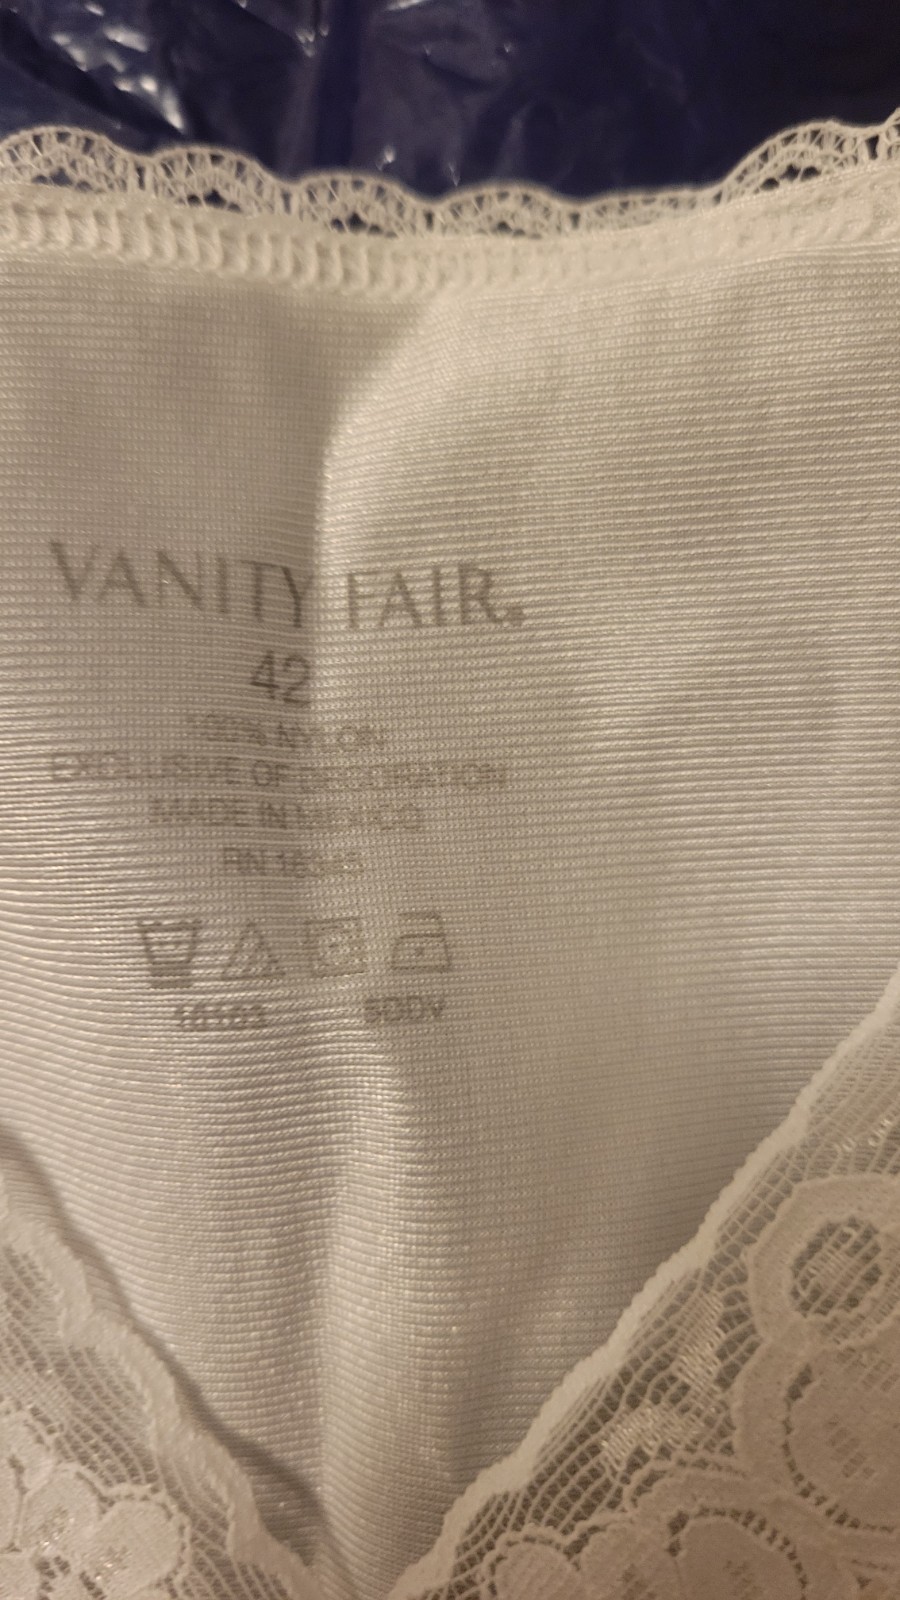 VANITY FAIR®
42
100% NYLON
EXCLUSIVE OF DECORATION
MADE IN MEXICO